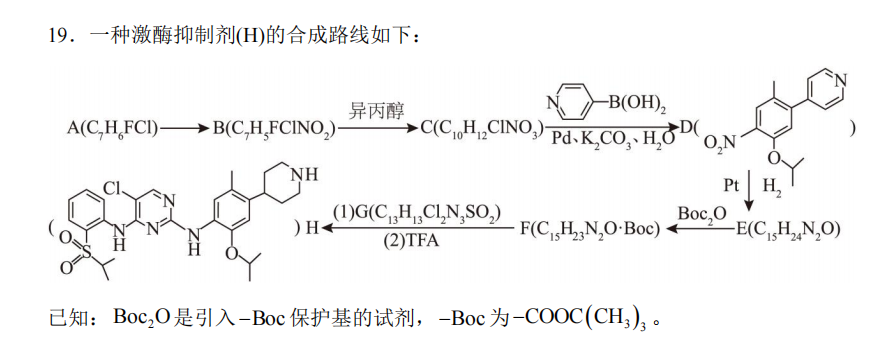 19．一种激酶抑制剂(H)的合成路线如下：
A(C₇H₆FCl) B(C₇H₅FClNO₂) 异丙醇 C(C₁₀H₁₂ClNO₃) N B(OH)₂ Pd、K₂CO₃、H₂O D( N O₂N O )
Pt H₂
( Cl N N N H S O O N H O NH ) H (1)G(C₁₃H₁₃Cl₂N₃SO₂) (2)TFA F(C₁₅H₂₃N₂O·Boc) Boc₂O E(C₁₅H₂₄N₂O)
已知：Boc₂O是引入–Boc保护基的试剂，–Boc为–COOC(CH₃)₃。